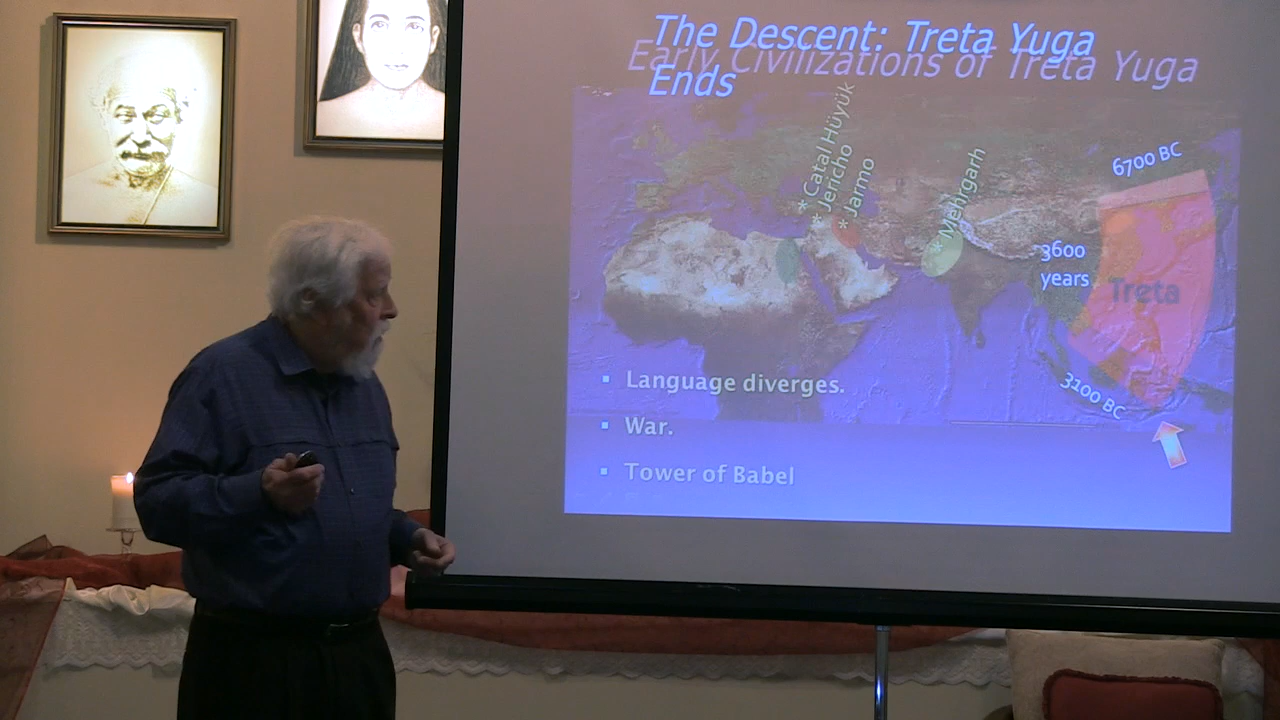 The Descent: Treta Yuga
Ends
Early Civilizations of Treta Yuga
* Catal Hüyük
* Jericho
* Jarmo
* Mehrgarh
6700 BC
3600
years
Treta
3100 BC
▪ Language diverges.
▪ War.
▪ Tower of Babel